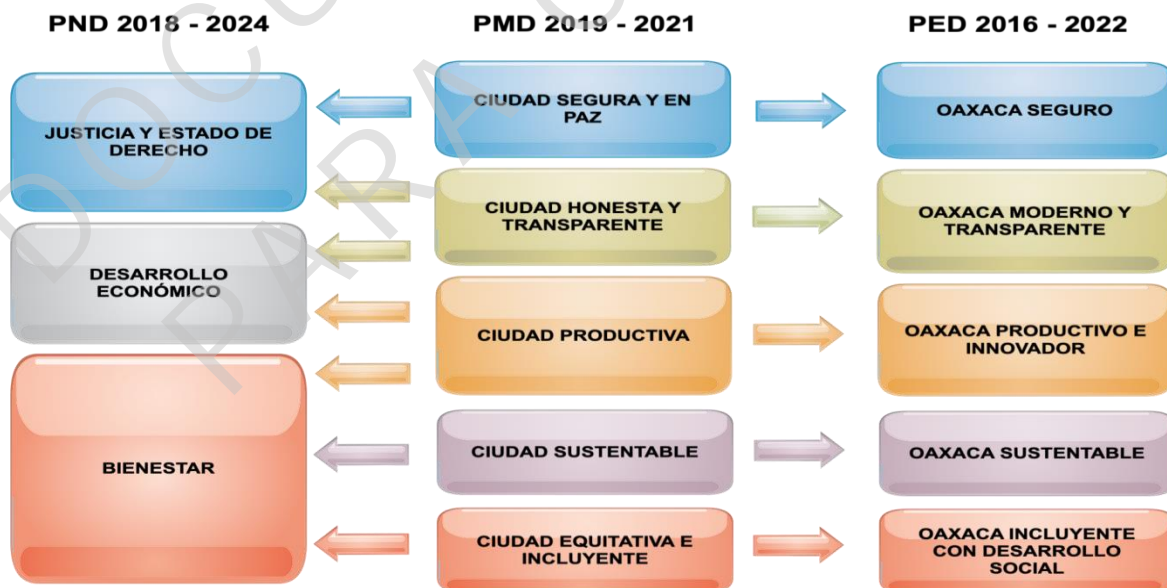 PND 2018 - 2024
JUSTICIA Y ESTADO DE
DERECHO
DESARROLLO
ECONÓMICO
BIENESTAR
PMD 2019 - 2021
CIUDAD SEGURA Y EN
PAZ
CIUDAD HONESTA Y
TRANSPARENTE
CIUDAD PRODUCTIVA
CIUDAD SUSTENTABLE
CIUDAD EQUITATIVA E
INCLUYENTE
PED 2016 - 2022
OAXACA SEGURO
OAXACA MODERNO Y
TRANSPARENTE
OAXACA PRODUCTIVO E
INNOVADOR
OAXACA SUSTENTABLE
OAXACA INCLUYENTE
CON DESARROLLO
SOCIAL
PARA